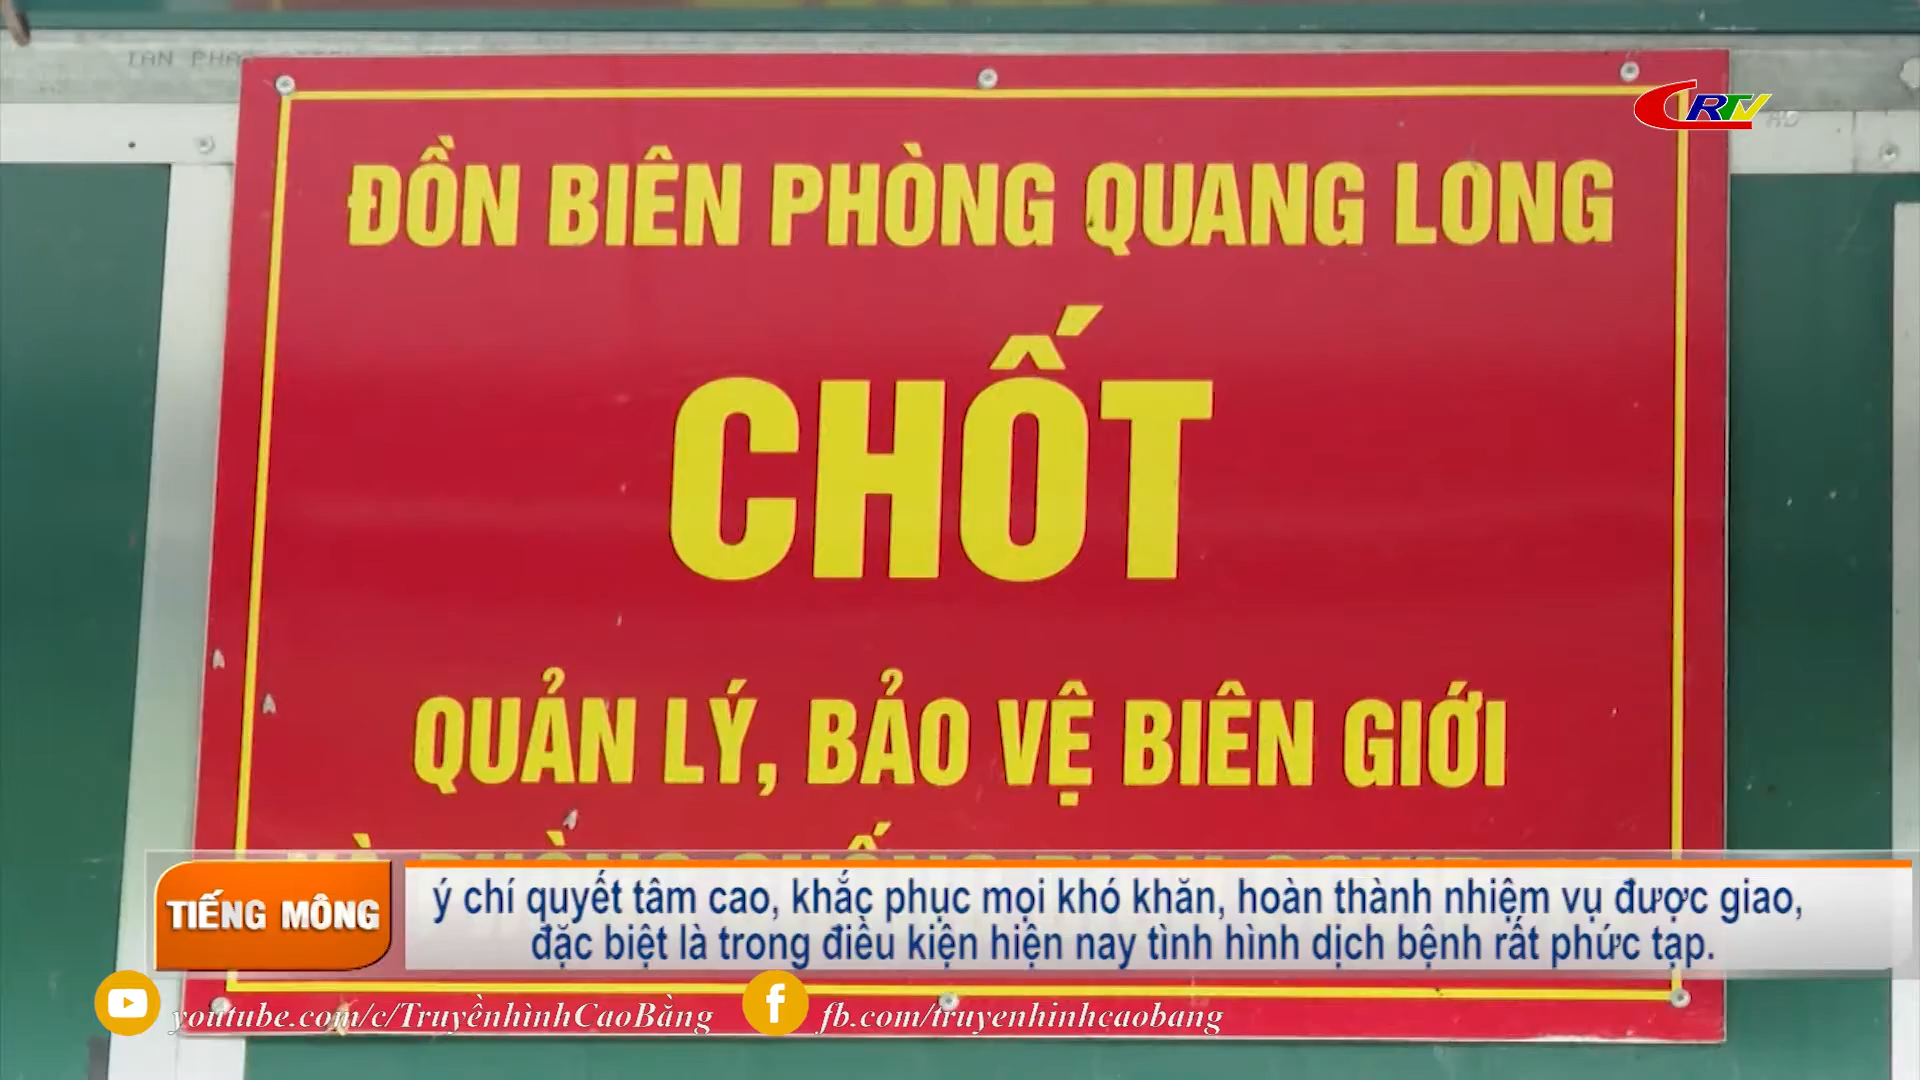 CRTV
ĐỒN BIÊN PHÒNG QUANG LONG
CHỐT
QUẢN LÝ, BẢO VỆ BIÊN GIỚI
TIẾNG MÔNG
ý chí quyết tâm cao, khắc phục mọi khó khăn, hoàn thành nhiệm vụ được giao,
đặc biệt là trong điều kiện hiện nay tình hình dịch bệnh rất phức tạp.
youtube.com/c/TruyềnhìnhCaoBằng
fb.com/truyenhinhcaobang